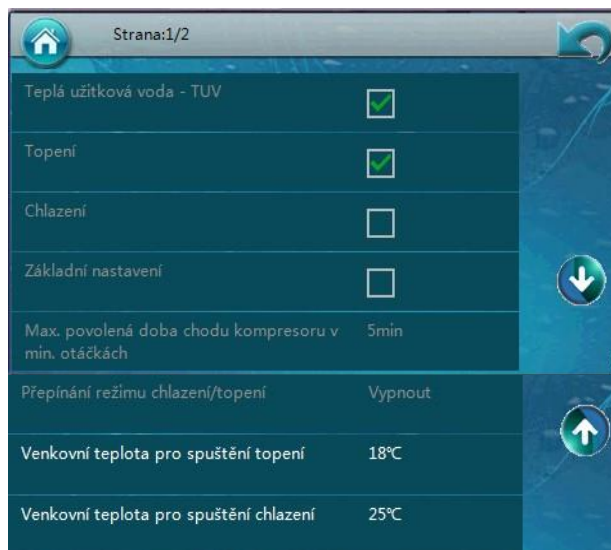 Strana:1/2
Teplá užitková voda - TUV
Topení
Chlazení
Základní nastavení
Max. povolená doba chodu kompresoru v 5min
min. otáčkách
Přepínání režimu chlazení/topení Vypnout
Venkovní teplota pro spuštění topení 18℃
Venkovní teplota pro spuštění chlazení 25℃